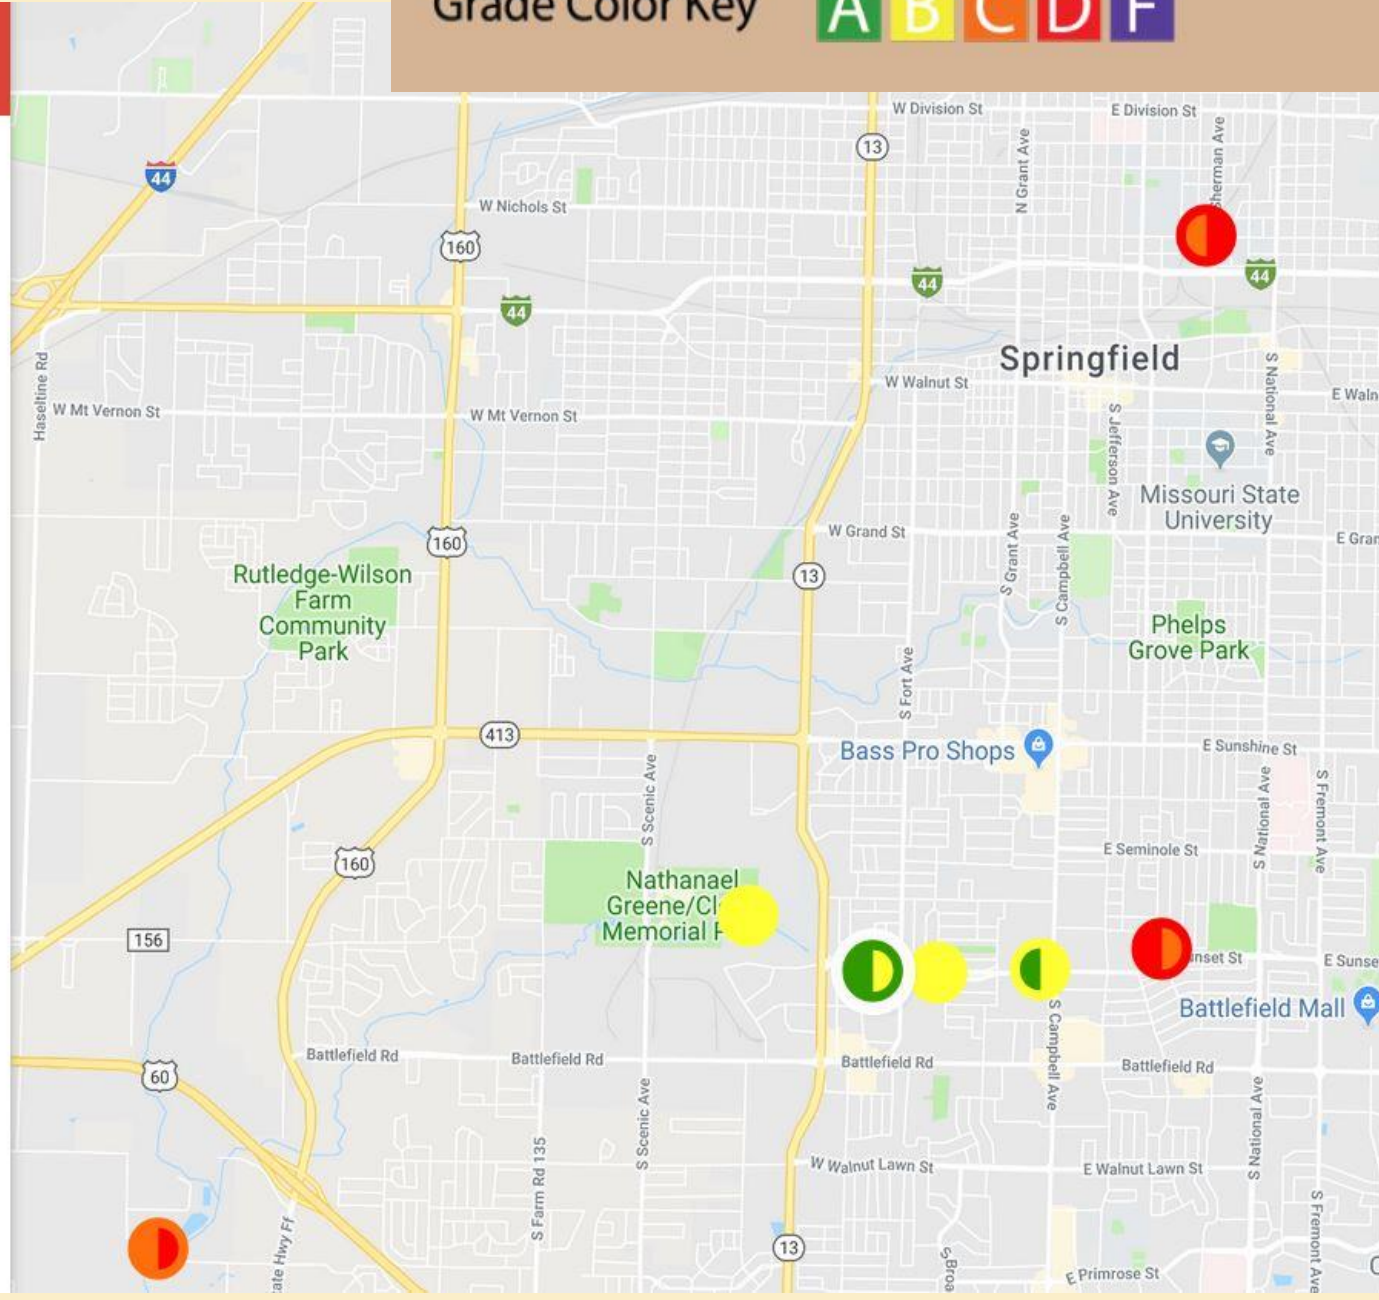 Grade Color Key A B C D F
W Division St
E Division St
13
N Grant Ave
Sherman Ave
44
W Nichols St
160
44
44
44
Springfield
Haseltine Rd
W Walnut St
S National Ave
W Mt Vernon St
W Mt Vernon St
S Jefferson Ave
Missouri State
University
W Grand St
160
13
S Grant Ave
S Campbell Ave
Rutledge-Wilson
Farm
Community
Park
Phelps
Grove Park
S Fort Ave
413
Bass Pro Shops
E Sunshine St
S Scenic Ave
S National Ave
S Fremont Ave
160
E Seminole St
Nathanael
156
E Sunse
Battlefield Mall
S Campbell Ave
Battlefield Rd
Battlefield Rd
Battlefield Rd
Battlefield Rd
60
S Scenic Ave
S National Ave
S Farm Rd 135
W Walnut Lawn St
E Walnut Lawn St
S Fremont Ave
13
E Primrose St